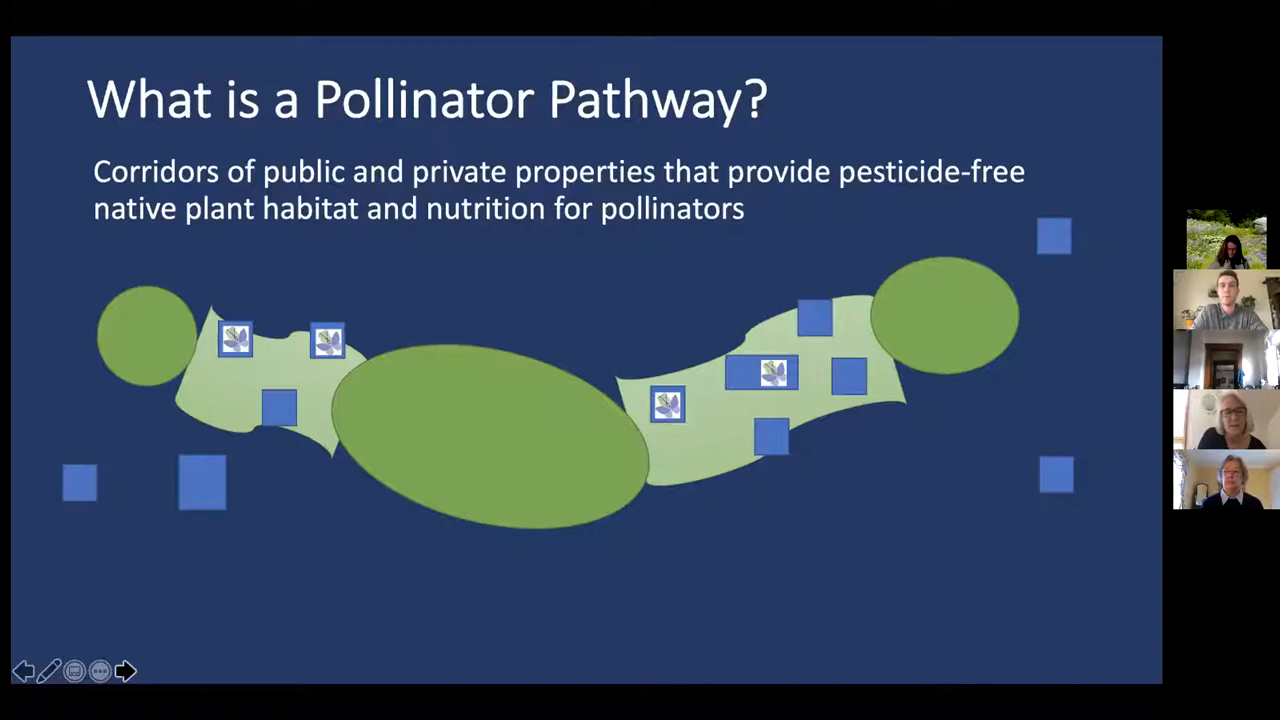 What is a Pollinator Pathway?
Corridors of public and private properties that provide pesticide-free
native plant habitat and nutrition for pollinators